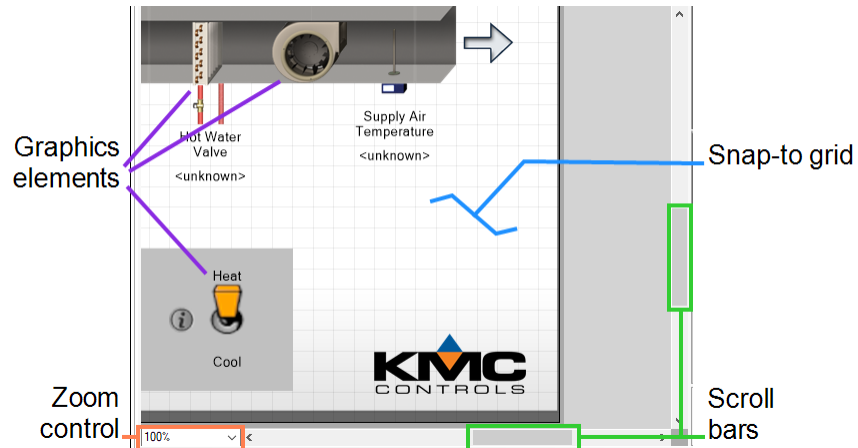 Supply Air
Temperature
<unknown>
Hot Water
Valve
<unknown>
Graphics
elements
Snap-to grid
Heat
i
Cool
KMC
CONTROLS
Zoom
control
100%
Scroll
bars